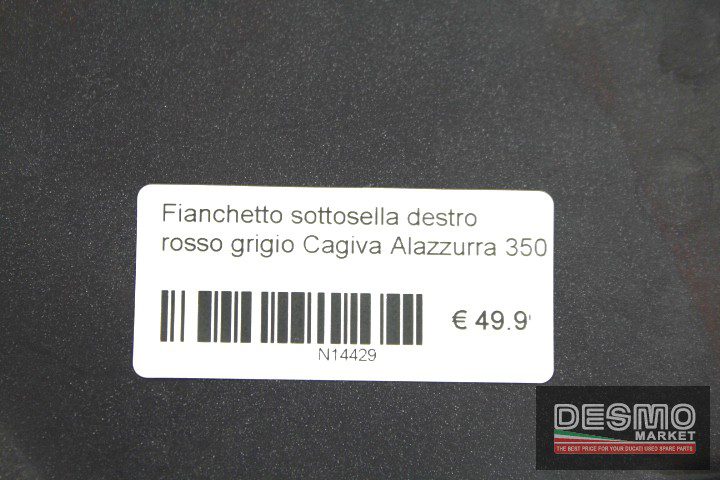 Fianchetto sottosella destro
rosso grigio Cagiva Alazzurra 350
€ 49.9
N14429
DESMO
MARKET
THE BEST PRICE FOR YOUR DUCATI USED SPARE PARTS